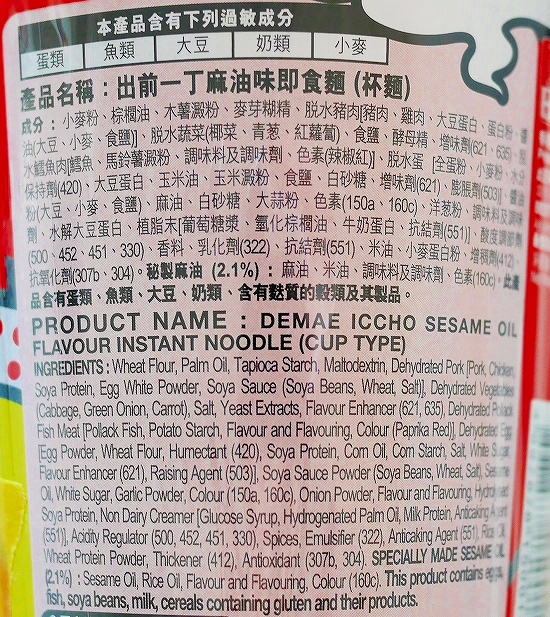 本產品含有下列過敏成分
蛋類 魚類 大豆 奶類 小麥
產品名稱：出前一丁麻油味即食麵 (杯麵)
成分：小麥粉、棕櫚油、木薯澱粉、麥芽糊精、脫水豬肉[豬肉、雞肉、大豆蛋白、蛋白粉、醬
油(大豆、小麥、食鹽)]、脫水蔬菜(椰菜、青葱、紅蘿蔔)、食鹽、酵母精、增味劑(621、635)、脫
水鱈魚肉[鱈魚、馬鈴薯澱粉、調味料及調味劑、色素(辣椒紅)]、脫水蛋 [全蛋粉、小麥粉、水分
保持劑(420)、大豆蛋白、玉米油、玉米澱粉、食鹽、白砂糖、增味劑(621)、膨脹劑(503)]、醬油
粉(大豆、小麥、食鹽)、麻油、白砂糖、大蒜粉、色素(150a、160c)、洋葱粉、調味料及調味
劑、水解大豆蛋白、植脂末[葡萄糖漿、氫化棕櫚油、牛奶蛋白、抗結劑(551)]、酸度調節劑
(500、452、451、330)、香料、乳化劑(322)、抗結劑(551)、米油、小麥蛋白粉、增稠劑(412)、
抗氧化劑(307b、304)。秘製麻油 (2.1%)：麻油、米油、調味料及調味劑、色素(160c)。此產
品含有蛋類、魚類、大豆、奶類、含有麩質的穀類及其製品。
PRODUCT NAME : DEMAE ICCHO SESAME OIL
FLAVOUR INSTANT NOODLE (CUP TYPE)
INGREDIENTS : Wheat Flour, Palm Oil, Tapioca Starch, Maltodextrin, Dehydrated Pork [Pork, Chicken,
Soya Protein, Egg White Powder, Soya Sauce (Soya Beans, Wheat, Salt)], Dehydrated Vegetables
(Cabbage, Green Onion, Carrot), Salt, Yeast Extracts, Flavour Enhancer (621, 635), Dehydrated Pollack
Fish Meat [Pollack Fish, Potato Starch, Flavour and Flavouring, Colour (Paprika Red)], Dehydrated Egg
[Egg Powder, Wheat Flour, Humectant (420), Soya Protein, Corn Oil, Corn Starch, Salt, White Sugar,
Flavour Enhancer (621), Raising Agent (503)], Soya Sauce Powder (Soya Beans, Wheat, Salt), Sesame
Oil, White Sugar, Garlic Powder, Colour (150a, 160c), Onion Powder, Flavour and Flavouring, Hydrolysed
Soya Protein, Non Dairy Creamer [Glucose Syrup, Hydrogenated Palm Oil, Milk Protein, Anticaking Agent
(551)], Acidity Regulator (500, 452, 451, 330), Spices, Emulsifier (322), Anticaking Agent (551), Rice Oil,
Wheat Protein Powder, Thickener (412), Antioxidant (307b, 304). SPECIALLY MADE SESAME OIL
(2.1%) : Sesame Oil, Rice Oil, Flavour and Flavouring, Colour (160c). This product contains eggs,
fish, soya beans, milk, cereals containing gluten and their products.